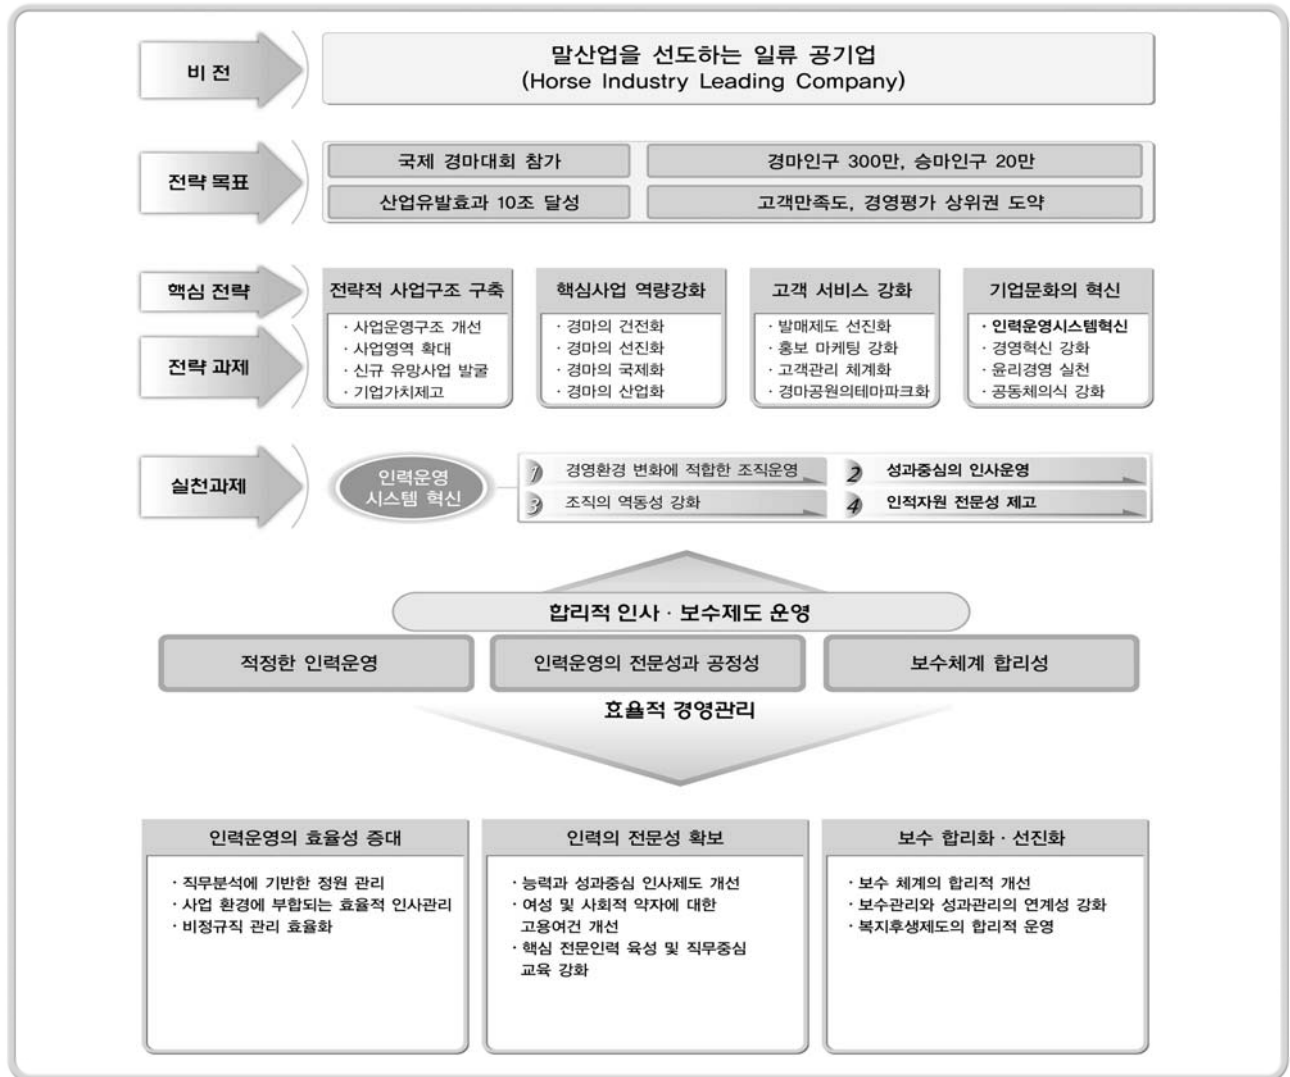 비 전
말산업을 선도하는 일류 공기업
(Horse Industry Leading Company)
전략 목표
국제 경마대회 참가
경마인구 300만, 승마인구 20만
산업유발효과 10조 달성
고객만족도, 경영평가 상위권 도약
핵심 전략
전략 과제
전략적 사업구조 구축
· 사업운영구조 개선
· 사업영역 확대
· 신규 유망사업 발굴
· 기업가치제고
핵심사업 역량강화
· 경마의 건전화
· 경마의 선진화
· 경마의 국제화
· 경마의 산업화
고객 서비스 강화
· 발매제도 선진화
· 홍보 마케팅 강화
· 고객관리 체계화
· 경마공원의테마파크화
기업문화의 혁신
· 인력운영시스템혁신
· 경영혁신 강화
· 윤리경영 실천
· 공동체의식 강화
실천과제
인력운영
시스템 혁신
1 경영환경 변화에 적합한 조직운영
2 성과중심의 인사운영
3 조직의 역동성 강화
4 인적자원 전문성 제고
합리적 인사 · 보수제도 운영
적정한 인력운영
인력운영의 전문성과 공정성
보수체계 합리성
효율적 경영관리
인력운영의 효율성 증대
· 직무분석에 기반한 정원 관리
· 사업 환경에 부합되는 효율적 인사관리
· 비정규직 관리 효율화
인력의 전문성 확보
· 능력과 성과중심 인사제도 개선
· 여성 및 사회적 약자에 대한
고용여건 개선
· 핵심 전문인력 육성 및 직무중심
교육 강화
보수 합리화 · 선진화
· 보수 체계의 합리적 개선
· 보수관리와 성과관리의 연계성 강화
· 복지후생제도의 합리적 운영